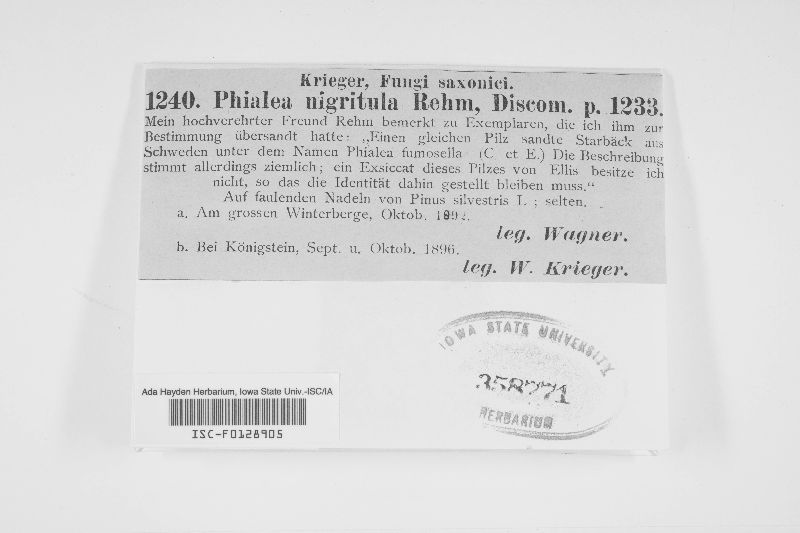 Krieger, Fungi saxonici.
1240. Phialea nigritula Rehm, Discom. p. 1233.
Mein hochverehrter Freund Rehm bemerkt zu Exemplaren, die ich ihm zur
Bestimmung übersandt hatte: „Einen gleichen Pilz sandte Starbäck aus
Schweden unter dem Namen Phialea fumosella (C. et E.) Die Beschreibung
stimmt allerdings ziemlich; ein Exsiccat dieses Pilzes von Ellis besitze ich
nicht, so das die Identität dahin gestellt bleiben muss.“
Auf faulenden Nadeln von Pinus silvestris L.; selten.
a. Am grossen Winterberge, Oktob. 1892.
leg. Wagner.
b. Bei Königstein, Sept. u. Oktob. 1896.
leg. W. Krieger.
IOWA STATE UNIVERSITY
358771
HERBARIUM
Ada Hayden Herbarium, Iowa State Univ.-ISC/IA
ISC-F0128905